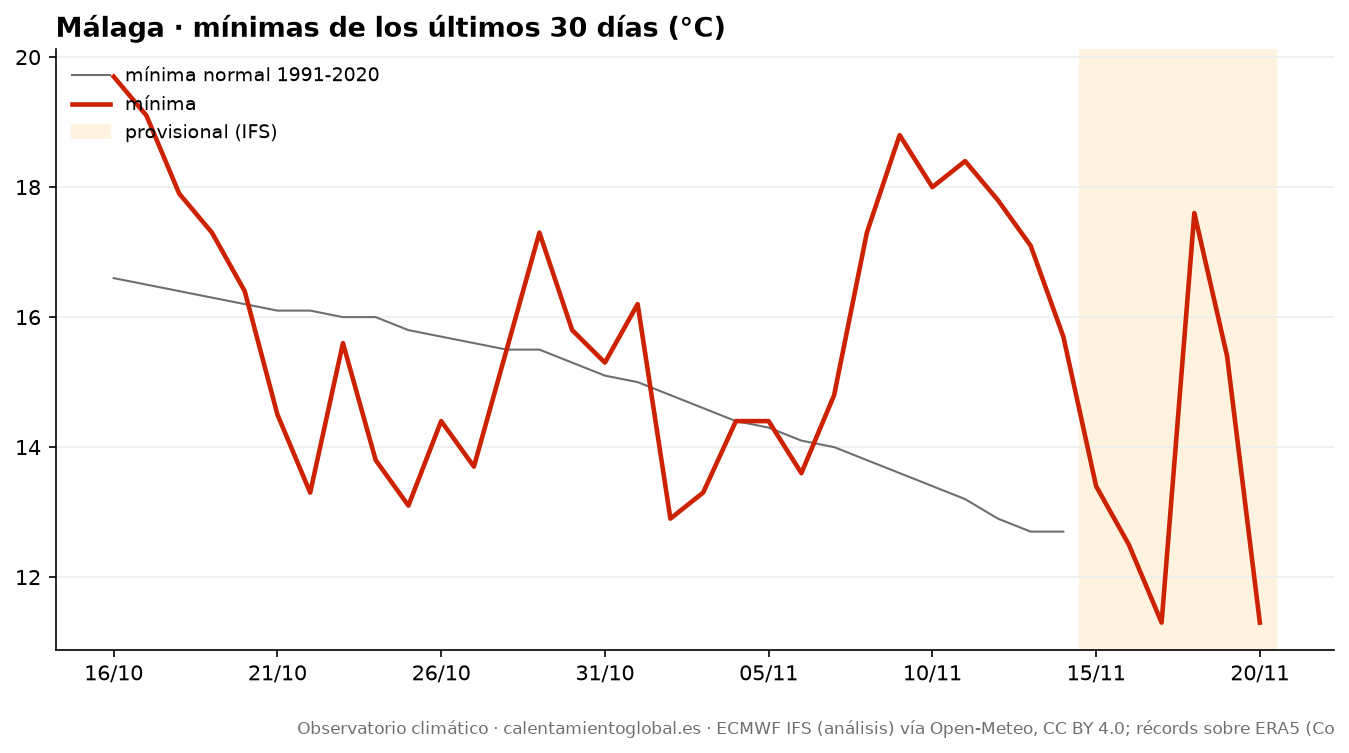 Málaga · mínimas de los últimos 30 días (°C)
20
mínima normal 1991-2020
mínima
provisional (IFS)
18
16
14
12
16/10 21/10 26/10 31/10 05/11 10/11 15/11 20/11
Observatorio climático · calentamientoglobal.es · ECMWF IFS (análisis) vía Open-Meteo, CC BY 4.0; récords sobre ERA5 (Co